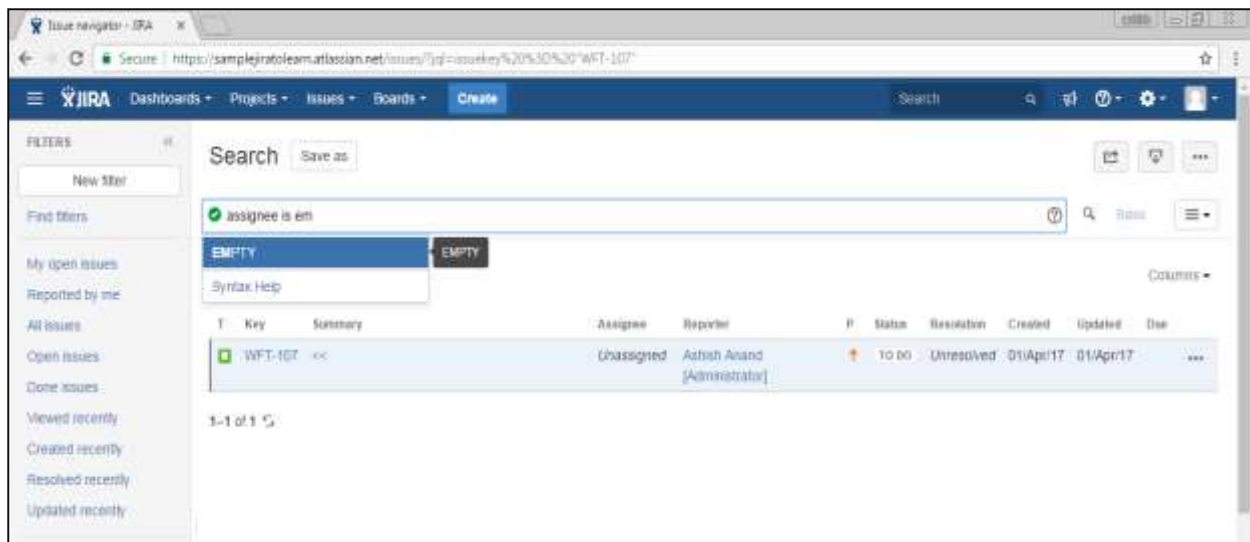 Issue navigator - JIRA
Secure https://samplejiratolearn.atlassian.net/issues/?jql=issuekey%20%3D%20"WFT-107"
JIRA Dashboards Projects Issues Boards Create Search
FILTERS
New filter
Find filters
My open issues
Reported by me
All issues
Open issues
Done issues
Viewed recently
Created recently
Resolved recently
Updated recently
Search Save as
assignee is em Basic
EMPTY EMPTY
Syntax Help
Columns
T Key Summary Assignee Reporter P Status Resolution Created Updated Due
WFT-107 << Unassigned Ashish Anand TO DO Unresolved 01/Apr/17 01/Apr/17
[Administrator]
1–1 of 1